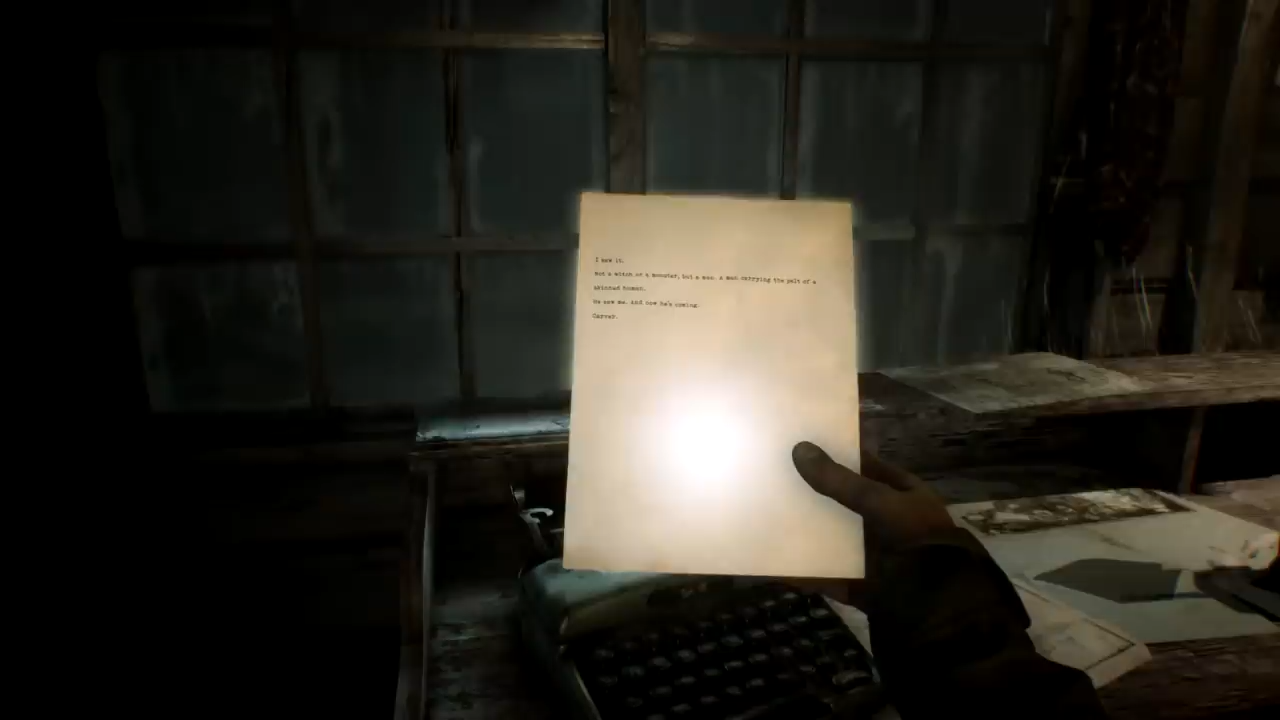 I saw it.
Not a witch or a monster, but a man. A man carrying the pelt of a
skinned human.
He saw me. And now he's coming.
Carver.